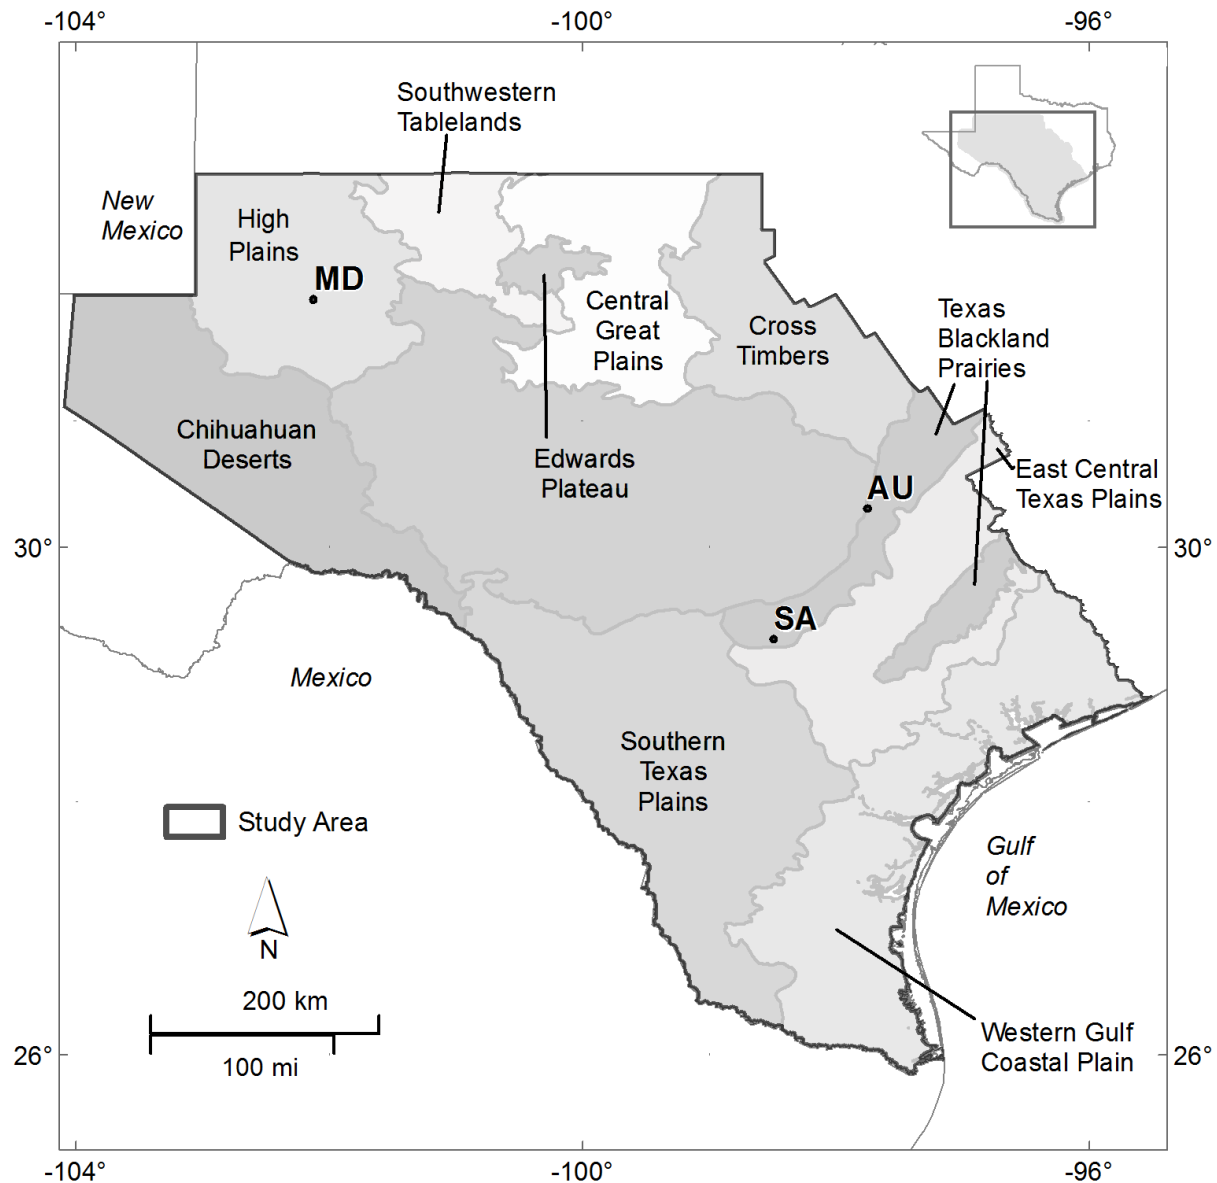 -104°
-100°
-96°
Southwestern
Tablelands
New
Mexico
High
Plains
MD
Central
Great
Plains
Cross
Timbers
Texas
Blackland
Prairies
Chihuahuan
Deserts
Edwards
Plateau
East Central
Texas Plains
AU
30°
30°
SA
Mexico
Southern
Texas
Plains
Study Area
Gulf
of
Mexico
N
200 km
100 mi
Western Gulf
Coastal Plain
26°
26°
-104°
-100°
-96°